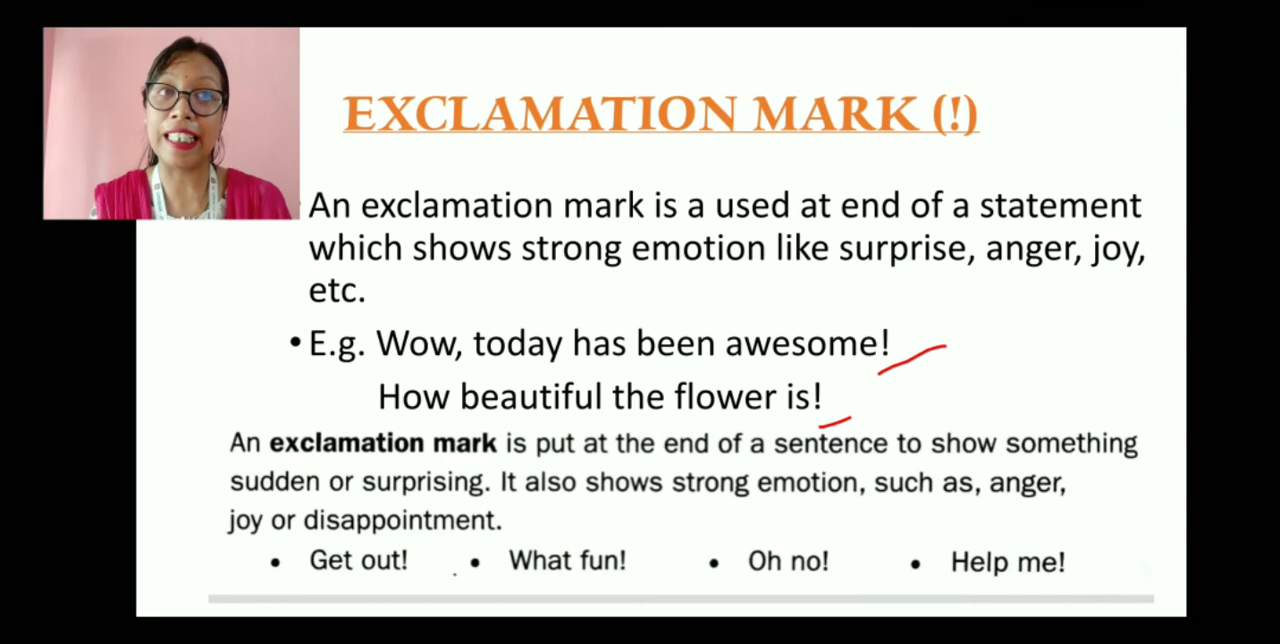 EXCLAMATION MARK (!)
An exclamation mark is a used at end of a statement
which shows strong emotion like surprise, anger, joy,
etc.
• E.g. Wow, today has been awesome!
How beautiful the flower is!
An exclamation mark is put at the end of a sentence to show something
sudden or surprising. It also shows strong emotion, such as, anger,
joy or disappointment.
• Get out! • What fun! • Oh no! • Help me!